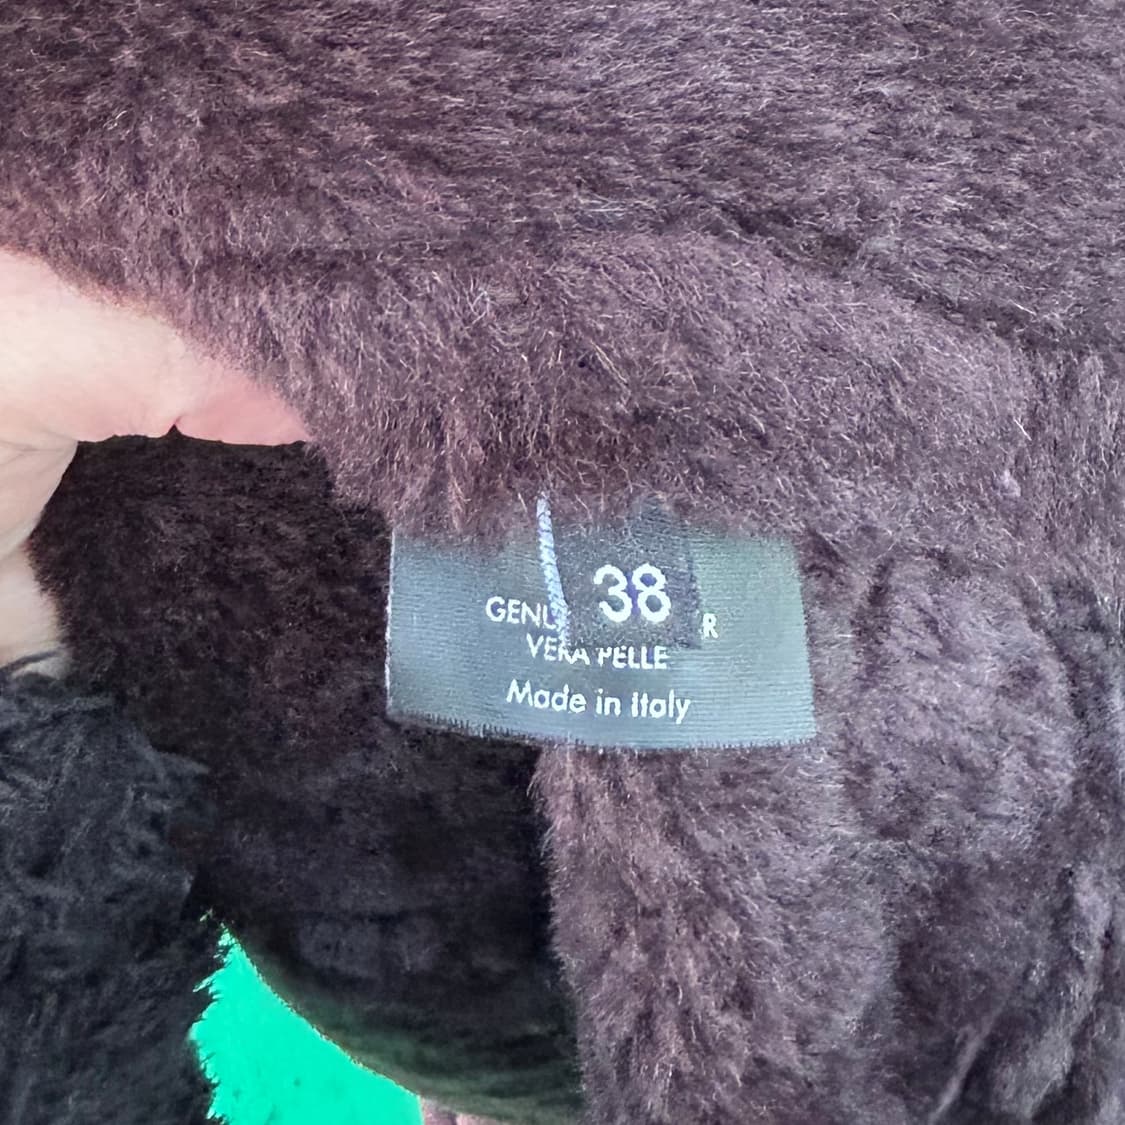 38
GENU R
VERA PELLE
Made in Italy